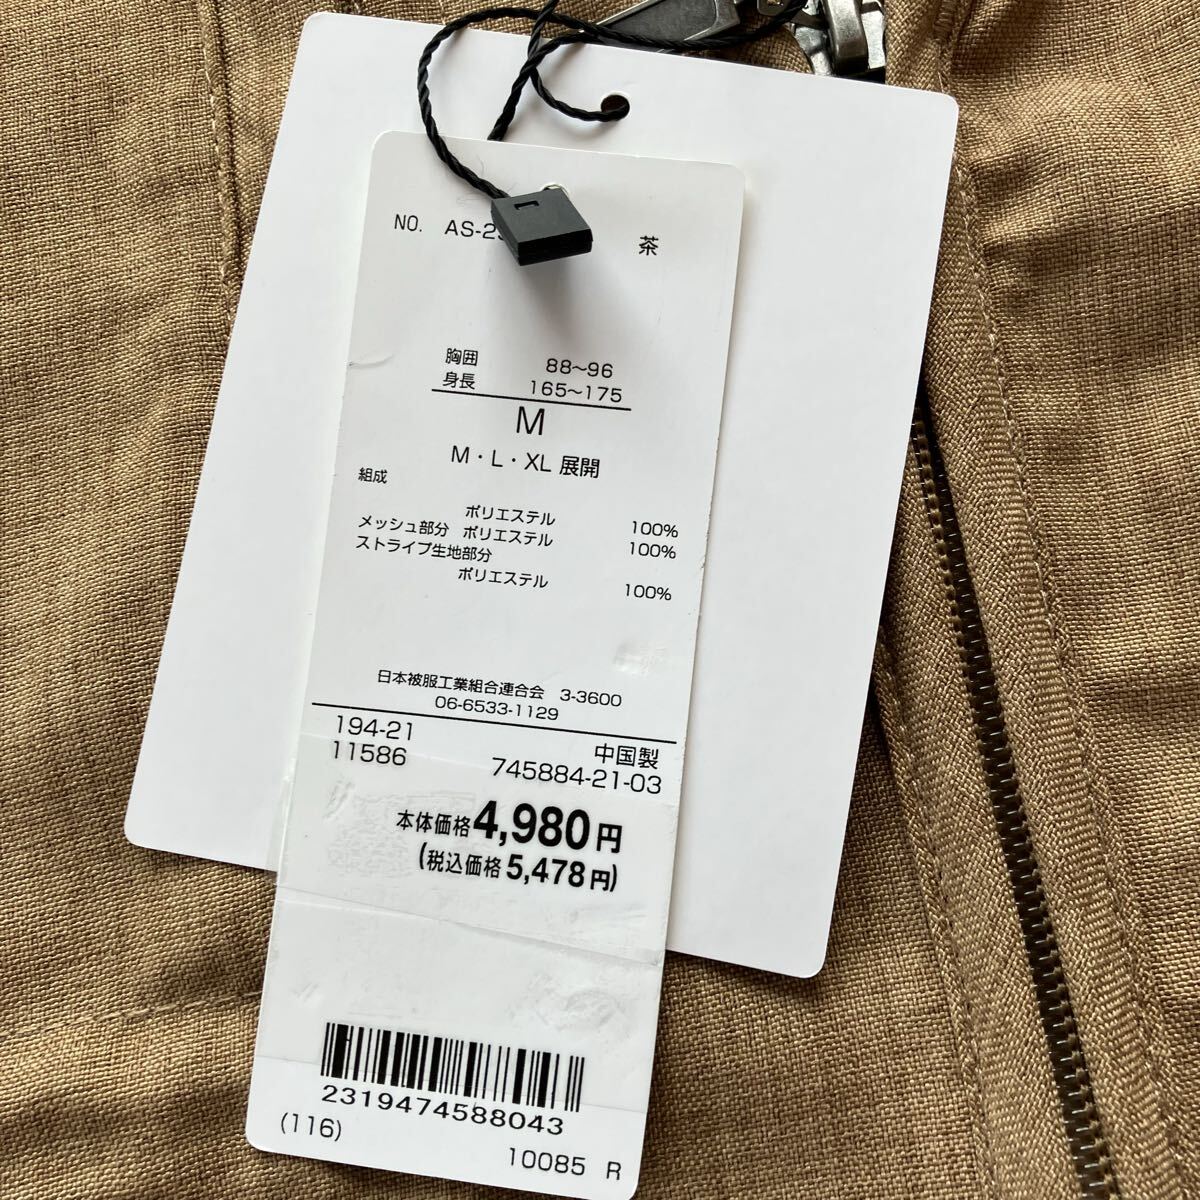 NO. AS-2 茶
胸囲 88~96
身長 165~175
M
M・L・XL 展開
組成
ポリエステル 100%
メッシュ部分 ポリエステル 100%
ストライプ生地部分
ポリエステル 100%
日本被服工業組合連合会 3-3600
06-6533-1129
194-21 中国製
11586 745884-21-03
本体価格4,980円
(税込価格5,478円)
2319474588043
(116)
10085 R